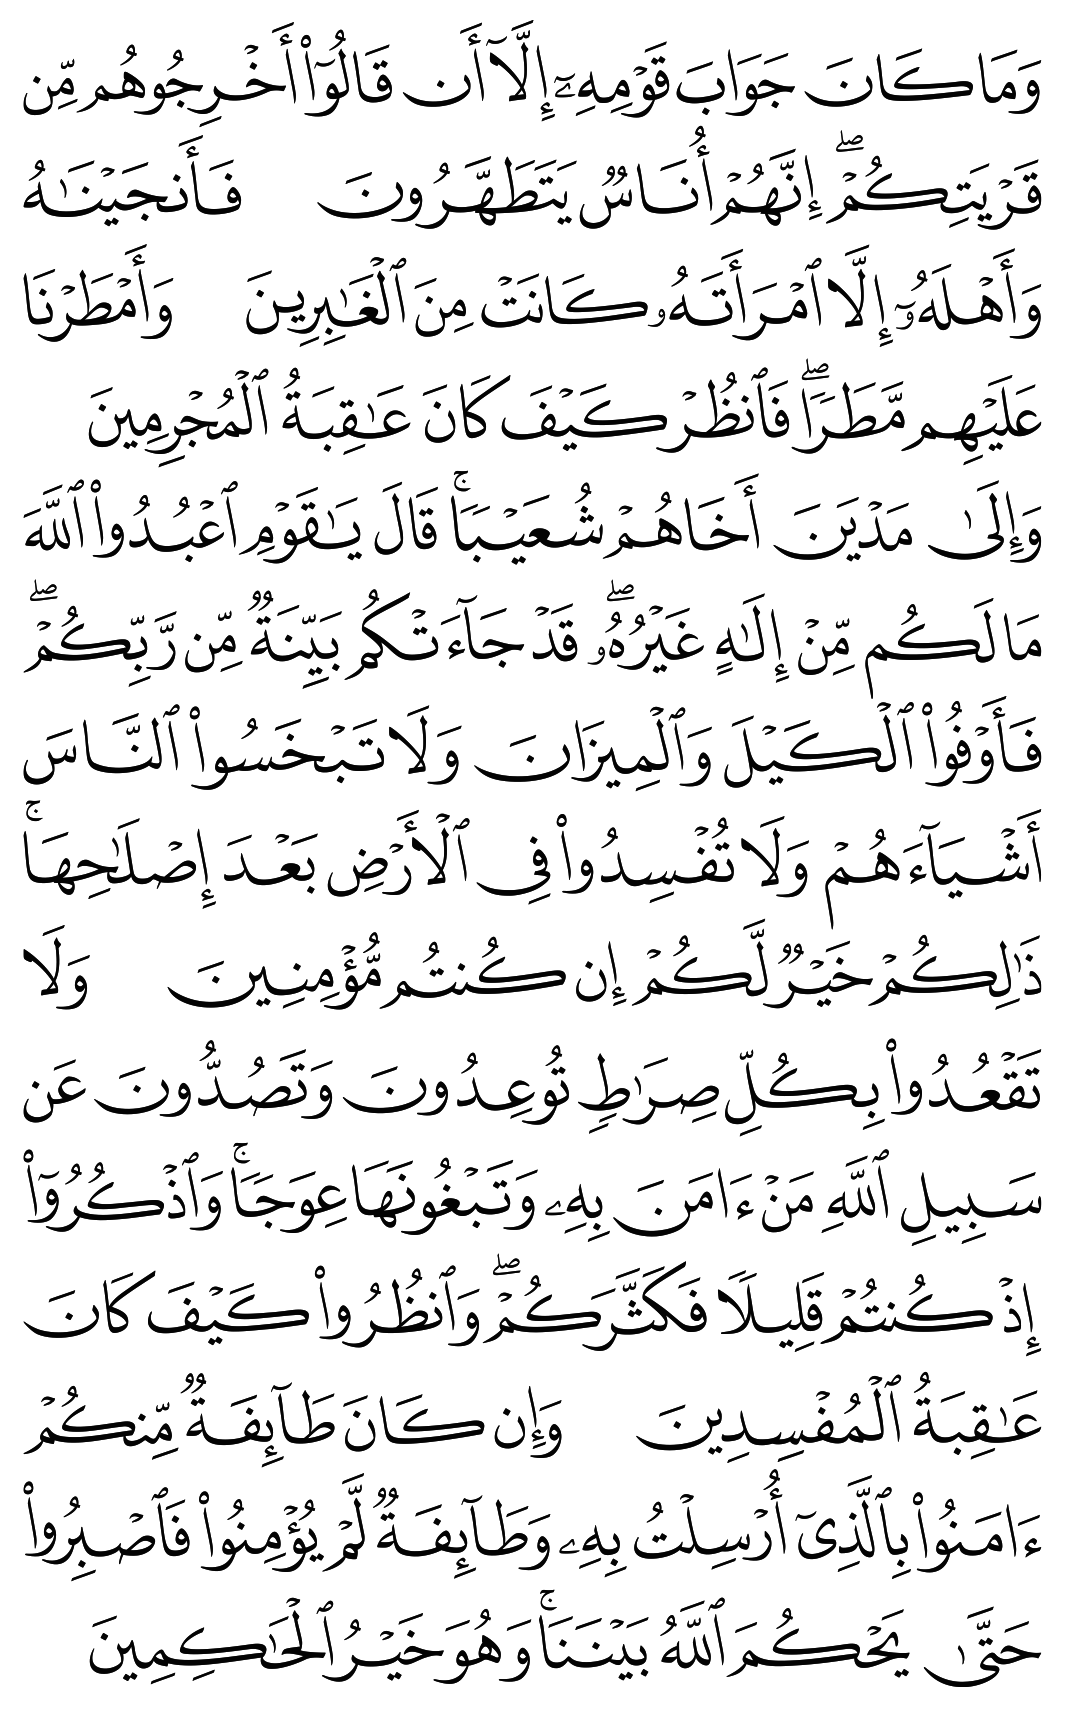 وَمَا كَانَ جَوَابَ قَوْمِهِۦٓ إِلَّآ أَن قَالُوٓا۟ أَخْرِجُوهُم مِّن
قَرْيَتِكُمْ ۖ إِنَّهُمْ أُنَاسٌ يَتَطَهَّرُونَ فَأَنجَيْنَـٰهُ
وَأَهْلَهُۥٓ إِلَّا ٱمْرَأَتَهُۥ كَانَتْ مِنَ ٱلْغَـٰبِرِينَ وَأَمْطَرْنَا
عَلَيْهِم مَّطَرًا ۖ فَٱنظُرْ كَيْفَ كَانَ عَـٰقِبَةُ ٱلْمُجْرِمِينَ
وَإِلَىٰ مَدْيَنَ أَخَاهُمْ شُعَيْبًا ۚ قَالَ يَـٰقَوْمِ ٱعْبُدُوا۟ ٱللَّهَ
مَا لَكُم مِّنْ إِلَـٰهٍ غَيْرُهُۥ ۖ قَدْ جَآءَتْكُم بَيِّنَةٌ مِّن رَّبِّكُمْ ۖ
فَأَوْفُوا۟ ٱلْكَيْلَ وَٱلْمِيزَانَ وَلَا تَبْخَسُوا۟ ٱلنَّاسَ
أَشْيَآءَهُمْ وَلَا تُفْسِدُوا۟ فِى ٱلْأَرْضِ بَعْدَ إِصْلَـٰحِهَا ۚ
ذَٰلِكُمْ خَيْرٌ لَّكُمْ إِن كُنتُم مُّؤْمِنِينَ وَلَا
تَقْعُدُوا۟ بِكُلِّ صِرَٰطٍ تُوعِدُونَ وَتَصُدُّونَ عَن
سَبِيلِ ٱللَّهِ مَنْ ءَامَنَ بِهِۦ وَتَبْغُونَهَا عِوَجًا ۚ وَٱذْكُرُوٓا۟
إِذْ كُنتُمْ قَلِيلًا فَكَثَّرَكُمْ ۖ وَٱنظُرُوا۟ كَيْفَ كَانَ
عَـٰقِبَةُ ٱلْمُفْسِدِينَ وَإِن كَانَ طَآئِفَةٌ مِّنكُمْ
ءَامَنُوا۟ بِٱلَّذِىٓ أُرْسِلْتُ بِهِۦ وَطَآئِفَةٌ لَّمْ يُؤْمِنُوا۟ فَٱصْبِرُوا۟
حَتَّىٰ يَحْكُمَ ٱللَّهُ بَيْنَنَا ۚ وَهُوَ خَيْرُ ٱلْحَـٰكِمِينَ